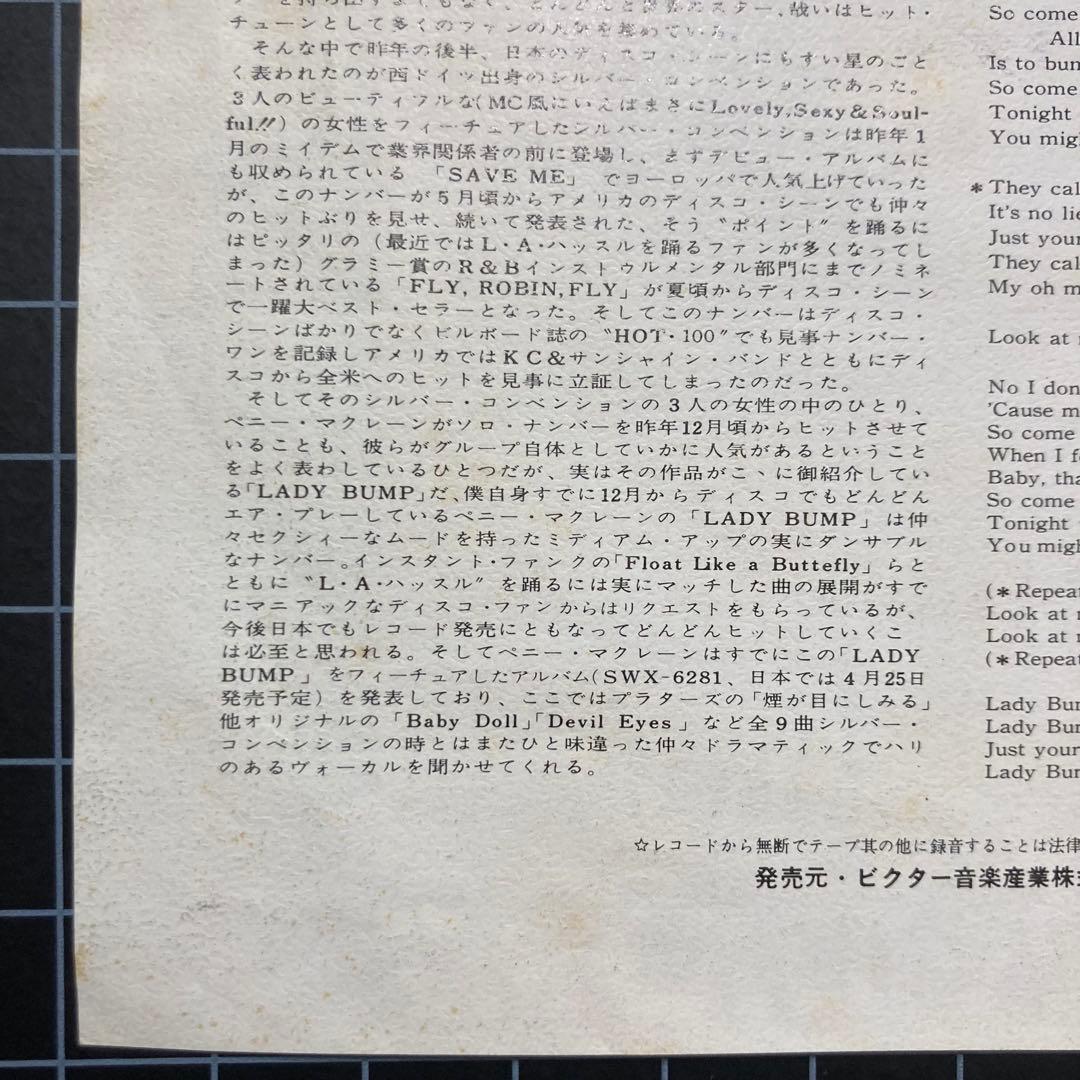 チューンとして多くのファンの人気を集めている。
そんな中で昨年の後半、日本のディスコ・シーンにもすい星のごと
く表われたのが西ドイツ出身のシルバー・コンベンションであった。
3人のビューティフルな(MC風にいえばまさにLovely,Sexy&Soul-
ful!!)の女性をフィーチュアしたシルバー・コンベンションは昨年1
月のミイデムで業界関係者の前に登場し、まずデビュー・アルバムに
も収められている「SAVE ME」でヨーロッパで人気上げていった
が、このナンバーが5月頃からアメリカのディスコ・シーンでも仲々
のヒットぶりを見せ、続いて発表された、そう〝ポイント〟を踊るに
はピッタリの(最近ではL・A・ハッスルを踊るファンが多くなってし
まった)グラミー賞のR&Bインストゥルメンタル部門にまでノミネ
ートされている「FLY, ROBIN, FLY」が夏頃からディスコ・シーン
で一躍大ベスト・セラーとなった。そしてこのナンバーはディスコ・
シーンばかりでなくビルボード誌の〝HOT・100〟でも見事ナンバー・
ワンを記録しアメリカではKC&サンシャイン・バンドとともにディ
スコから全米へのヒットを見事に立証してしまったのだった。
そしてそのシルバー・コンベンションの3人の女性の中のひとり、
ペニー・マクレーンがソロ・ナンバーを昨年12月頃からヒットさせて
いることも、彼らがグループ自体としていかに人気があるということ
をよく表わしているひとつだが、実はその作品がこゝに御紹介してい
る「LADY BUMP」だ、僕自身すでに12月からディスコでもどんどん
エア・プレーしているペニー・マクレーンの「LADY BUMP」は仲
々セクシィーなムードを持ったミディアム・アップの実にダンサブル
なナンバー。インスタント・ファンクの「Float Like a Buttefly」らと
ともに〝L・A・ハッスル〟を踊るには実にマッチした曲の展開がすで
にマニアックなディスコ・ファンからはリクエストをもらっているが、
今後日本でもレコード発売にともなってどんどんヒットしていくこ
は必至と思われる。そしてペニー・マクレーンはすでにこの「LADY
BUMP」をフィーチュアしたアルバム(SWX-6281、日本では4月25日
発売予定)を発表しており、ここではプラターズの「煙が目にしみる」
他オリジナルの「Baby Doll」「Devil Eyes」など全9曲シルバー・
コンベンションの時とはまたひと味違った仲々ドラマティックでハリ
のあるヴォーカルを聞かせてくれる。
So come
All
Is to bum
So come
Tonight
You mig
*They cal
It's no lie
Just your
They cal
My oh m
Look at
No I don
'Cause m
So come
When I f
Baby, tha
So come
Tonight
You migh
(*Repeat
Look at
Look at
(*Repeat
Lady Bu
Lady Bu
Just your
Lady Bu
☆レコードから無断でテープ其の他に録音することは法律
発売元・ビクター音楽産業株